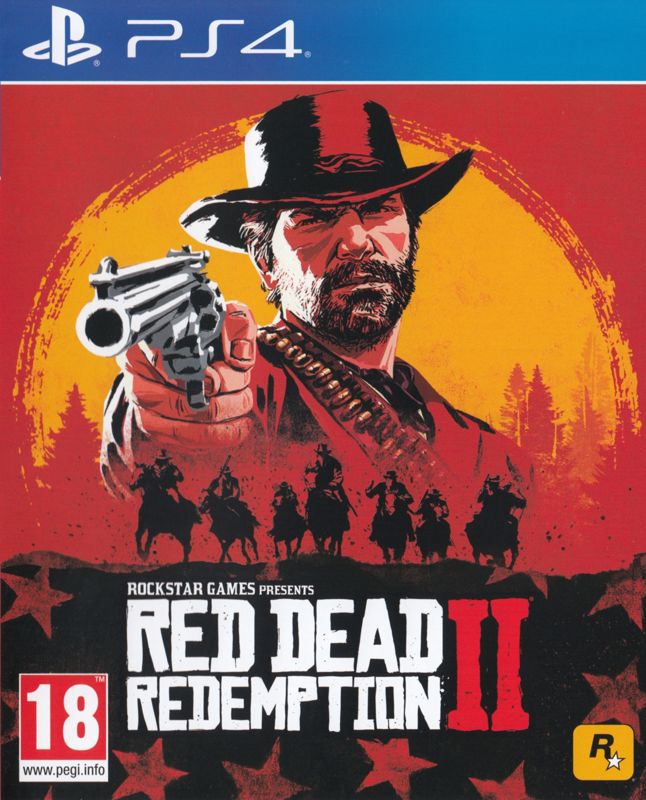 PS4
ROCKSTAR GAMES PRESENTS
RED DEAD
REDEMPTION II
18
www.pegi.info
R